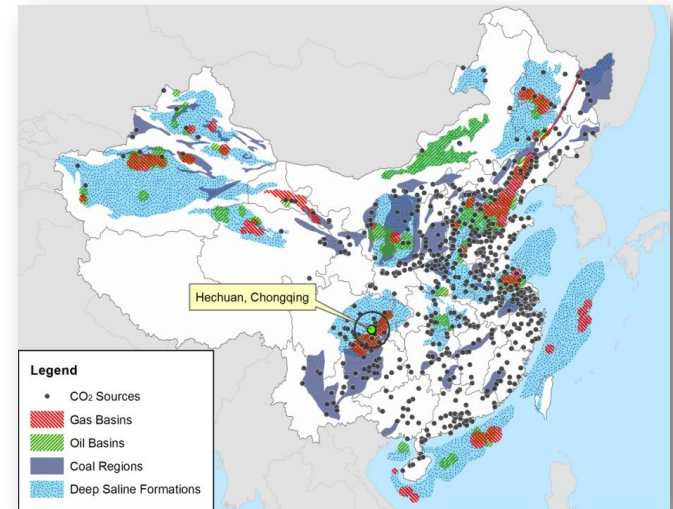 Hechuan, Chongqing
Legend
CO₂ Sources
Gas Basins
Oil Basins
Coal Regions
Deep Saline Formations